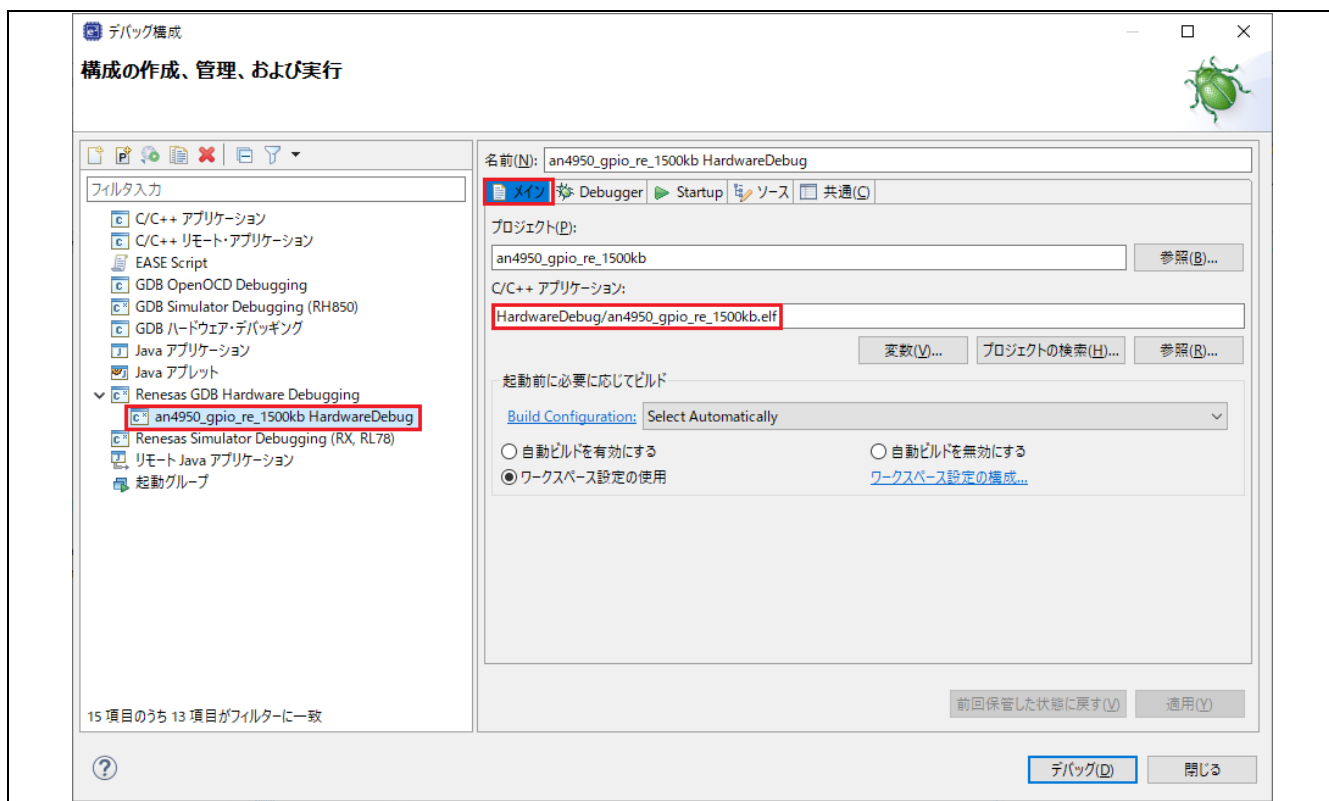 デバッグ構成
構成の作成、管理、および実行
フィルタ入力
C/C++ アプリケーション
C/C++ リモート・アプリケーション
EASE Script
GDB OpenOCD Debugging
GDB Simulator Debugging (RH850)
GDB ハードウェア・デバッギング
Java アプリケーション
Java アプレット
Renesas GDB Hardware Debugging
an4950_gpio_re_1500kb HardwareDebug
Renesas Simulator Debugging (RX, RL78)
リモート Java アプリケーション
起動グループ
15 項目のうち 13 項目がフィルターに一致
名前(N): an4950_gpio_re_1500kb HardwareDebug
メイン Debugger Startup ソース 共通(C)
プロジェクト(P):
an4950_gpio_re_1500kb 参照(B)...
C/C++ アプリケーション:
HardwareDebug/an4950_gpio_re_1500kb.elf
変数(V)... プロジェクトの検索(H)... 参照(R)...
起動前に必要に応じてビルド
Build Configuration: Select Automatically
自動ビルドを有効にする 自動ビルドを無効にする
ワークスペース設定の使用 ワークスペース設定の構成...
前回保管した状態に戻す(V) 適用(Y)
デバッグ(D) 閉じる